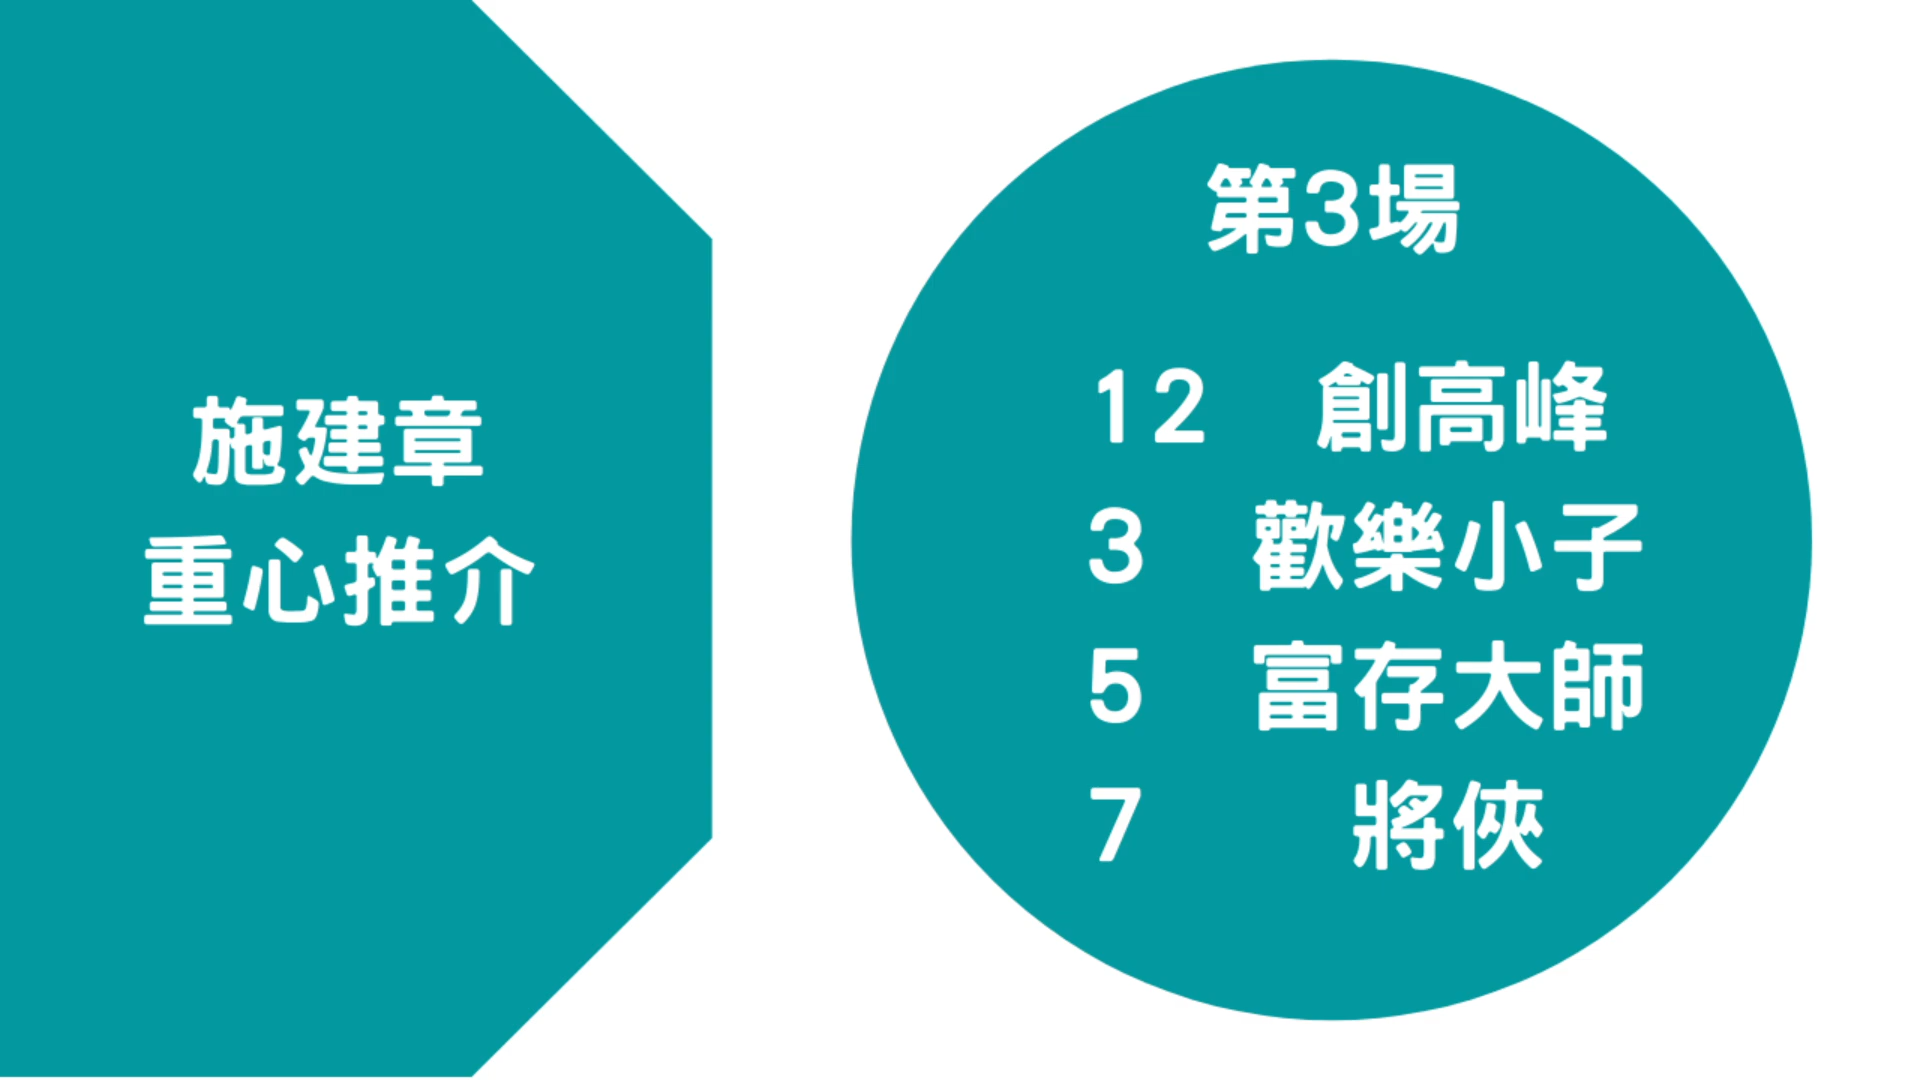 施建章
重心推介
第3場
12 創高峰
3 歡樂小子
5 富存大師
7 將俠